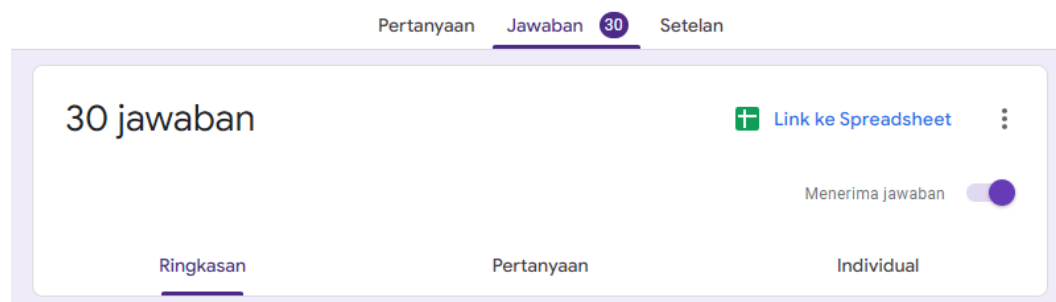 Pertanyaan Jawaban 30 Setelan
30 jawaban
Link ke Spreadsheet
Menerima jawaban
Ringkasan Pertanyaan Individual